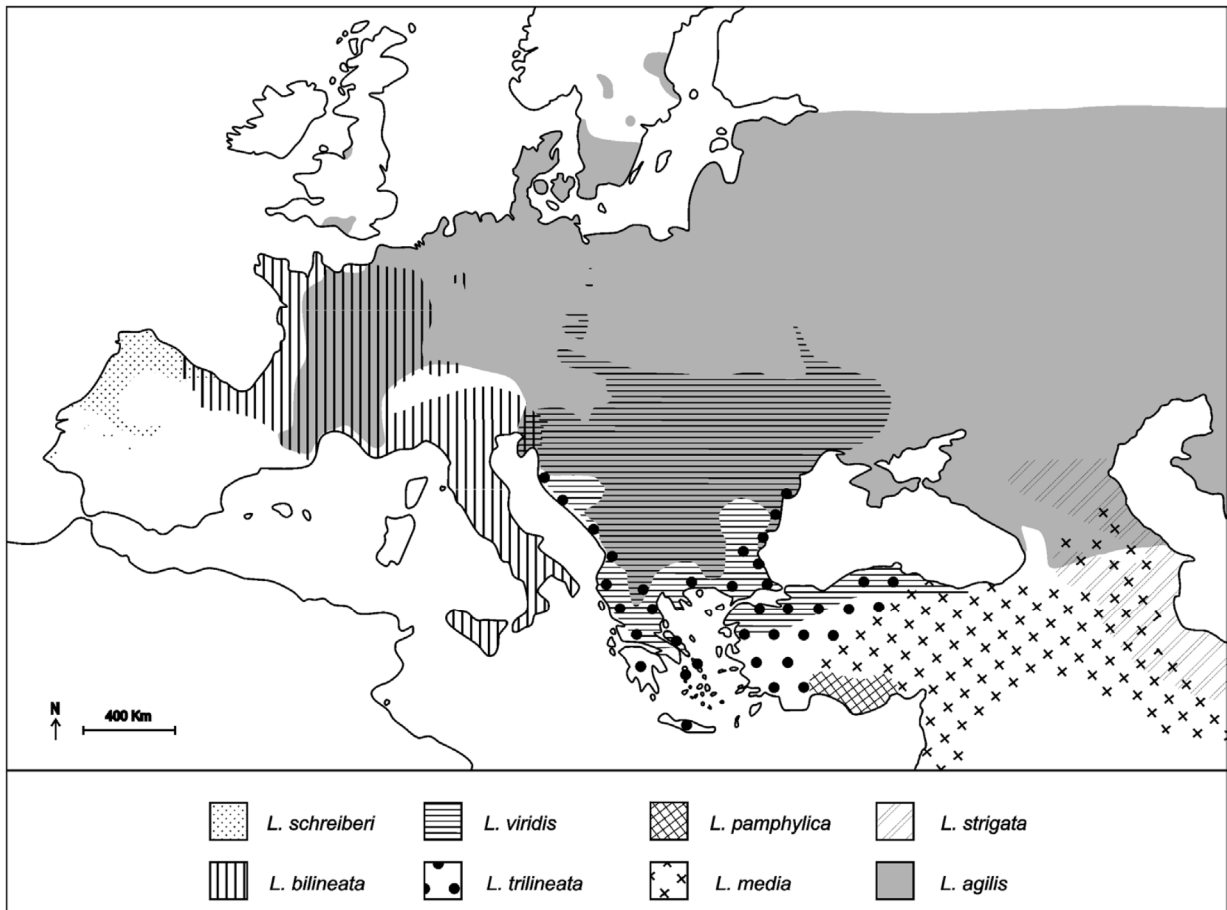 N
400 Km
L. schreiberi
L. viridis
L. pamphylica
L. strigata
L. bilineata
L. trilineata
L. media
L. agilis